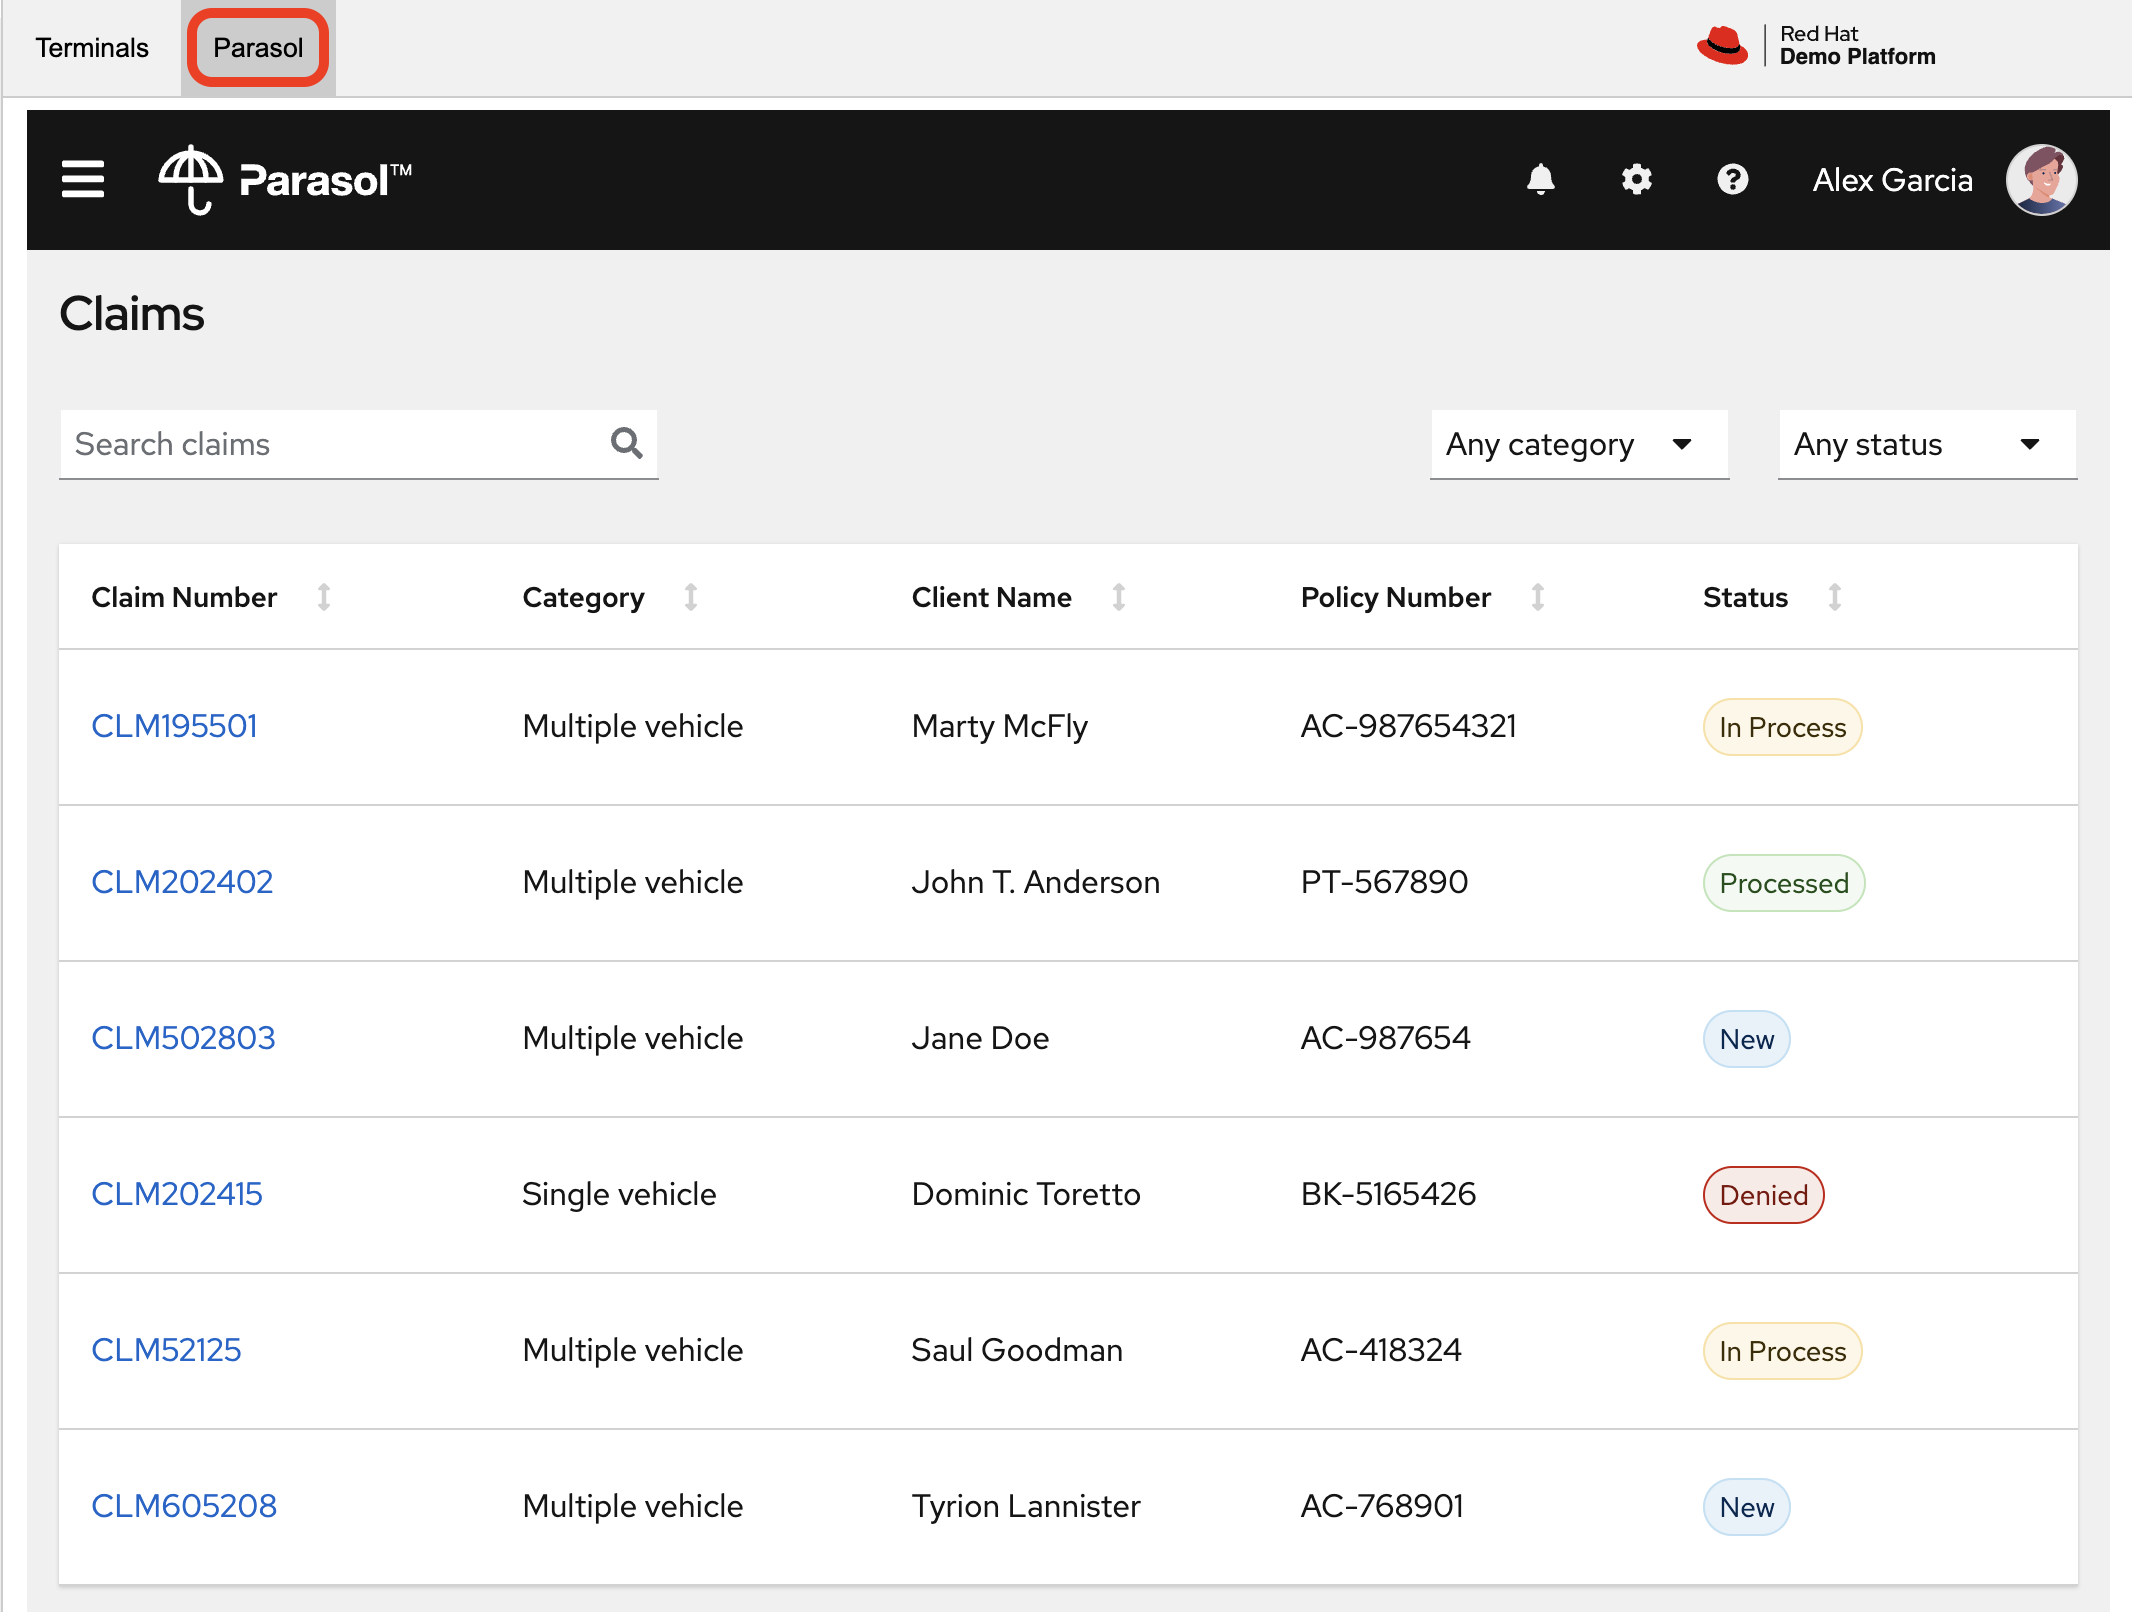 Terminals Parasol Red Hat
Demo Platform
Parasol™ Alex Garcia
Claims
Search claims Any category Any status
Claim Number Category Client Name Policy Number Status
CLM195501 Multiple vehicle Marty McFly AC-987654321 In Process
CLM202402 Multiple vehicle John T. Anderson PT-567890 Processed
CLM502803 Multiple vehicle Jane Doe AC-987654 New
CLM202415 Single vehicle Dominic Toretto BK-5165426 Denied
CLM52125 Multiple vehicle Saul Goodman AC-418324 In Process
CLM605208 Multiple vehicle Tyrion Lannister AC-768901 New